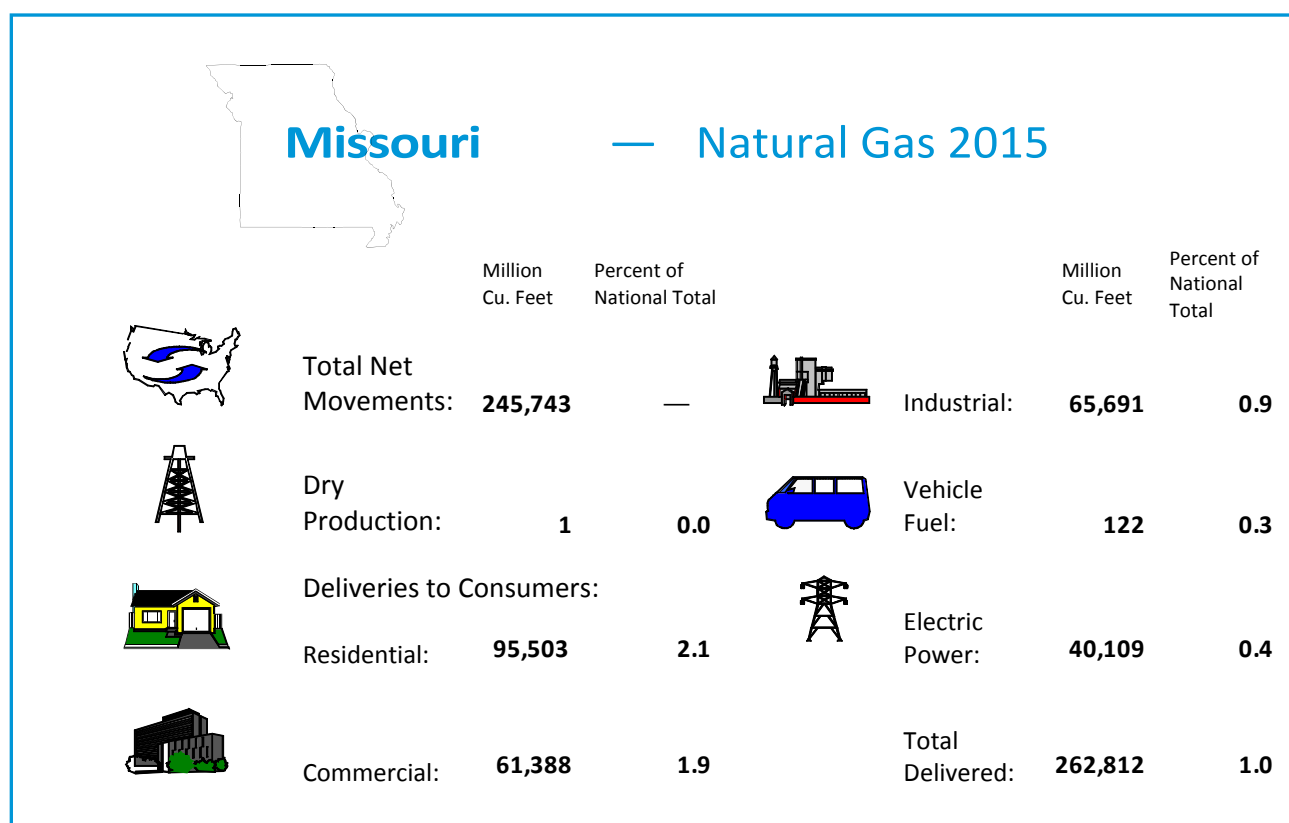 Missouri — Natural Gas 2015
Million
Cu. Feet
Percent of
National Total
Million
Cu. Feet
Percent of
National
Total
Total Net
Movements: 245,743 —
Industrial: 65,691 0.9
Dry
Production: 1 0.0
Vehicle
Fuel: 122 0.3
Deliveries to Consumers:
Residential: 95,503 2.1
Electric
Power: 40,109 0.4
Commercial: 61,388 1.9
Total
Delivered: 262,812 1.0